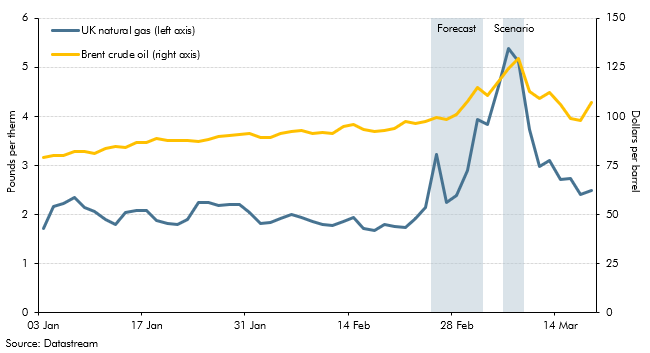 UK natural gas (left axis)
Brent crude oil (right axis)
Forecast
Scenario
Pounds per therm
6
5
4
3
2
1
0
Dollars per barrel
150
125
100
75
50
25
0
03 Jan 17 Jan 31 Jan 14 Feb 28 Feb 14 Mar
Source: Datastream